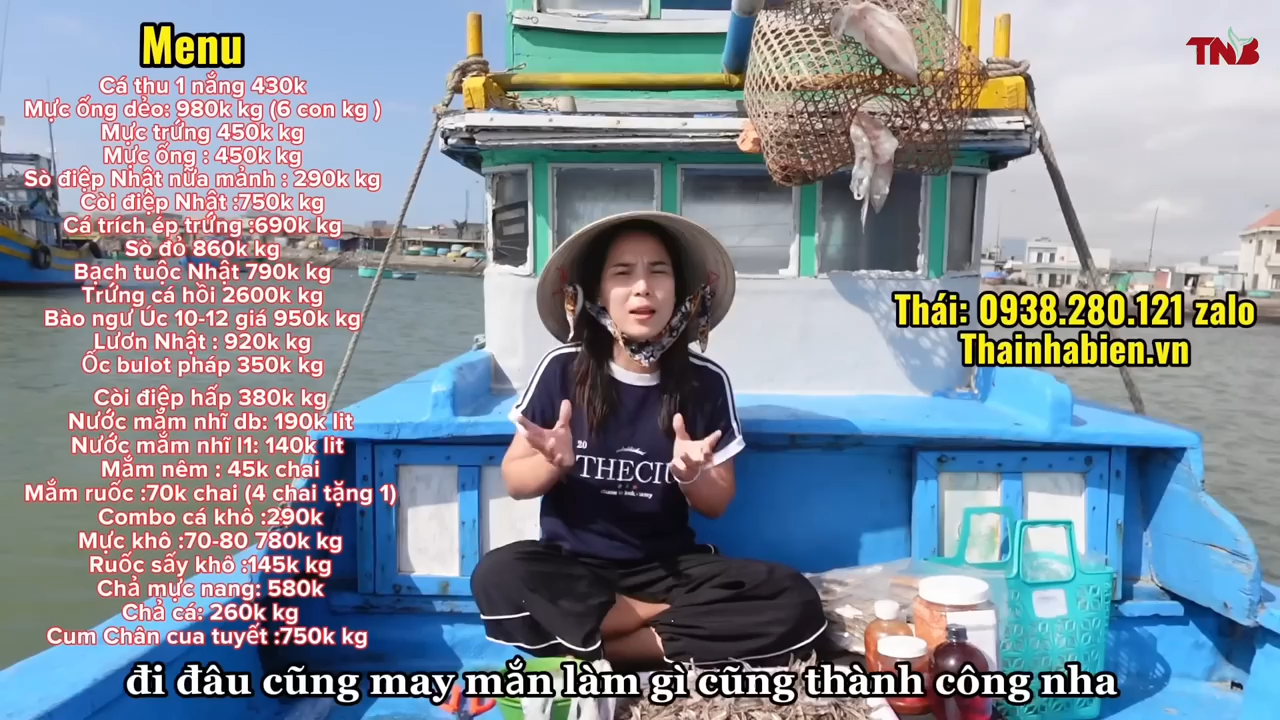 Menu
Cá thu 1 nắng 430k
Mực ống dẻo: 980k kg (6 con kg )
Mực trứng 450k kg
Mực ống : 450k kg
Sò điệp Nhật nữa mảnh : 290k kg
Còi điệp Nhật :750k kg
Cá trích ép trứng :690k kg
Sò đỏ 860k kg
Bạch tuộc Nhật 790k kg
Trứng cá hồi 2600k kg
Bào ngư Úc 10-12 giá 950k kg
Lươn Nhật : 920k kg
Ốc bulot pháp 350k kg
Còi điệp hấp 380k kg
Nước mắm nhĩ db: 190k lit
Nước mắm nhĩ l1: 140k lit
Mắm nêm : 45k chai
Mắm ruốc :70k chai (4 chai tặng 1)
Combo cá khô :290k
Mực khô :70-80 780k kg
Ruốc sấy khô :145k kg
Chả mực nang: 580k
Chả cá: 260k kg
Cum Chân cua tuyết :750k kg
TNB
Thái: 0938.280.121 zalo
Thainhabien.vn
20
THECIU
đi đâu cũng may mắn làm gì cũng thành công nha